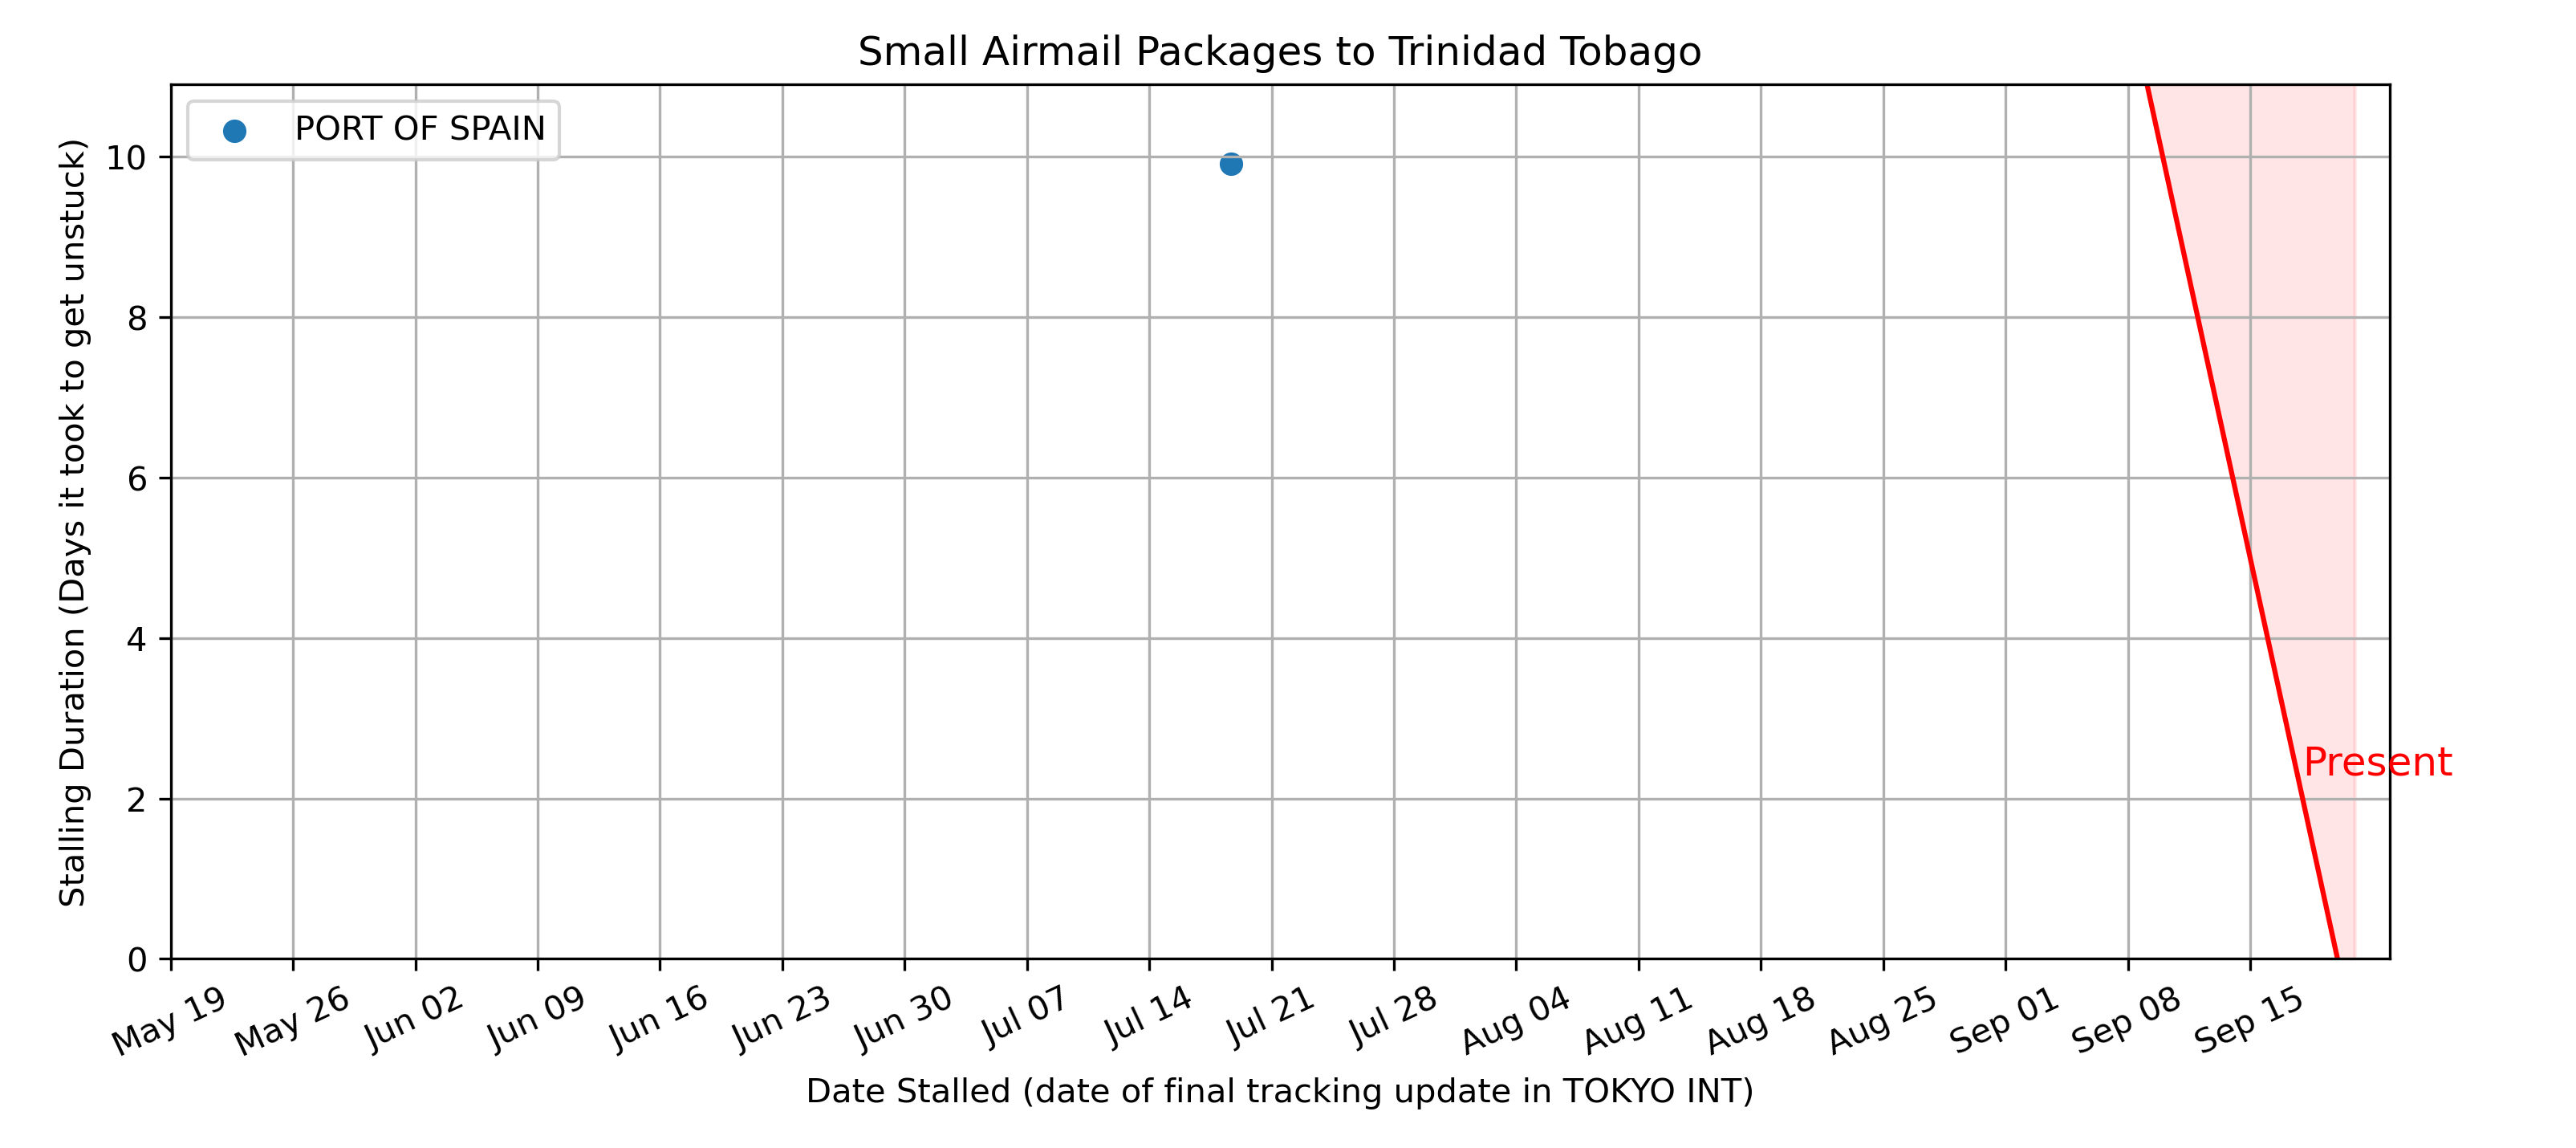 Small Airmail Packages to Trinidad Tobago
PORT OF SPAIN
Stalling Duration (Days it took to get unstuck)
10
8
6
4
2
0
Present
May 19
May 26
Jun 02
Jun 09
Jun 16
Jun 23
Jun 30
Jul 07
Jul 14
Jul 21
Jul 28
Aug 04
Aug 11
Aug 18
Aug 25
Sep 01
Sep 08
Sep 15
Date Stalled (date of final tracking update in TOKYO INT)